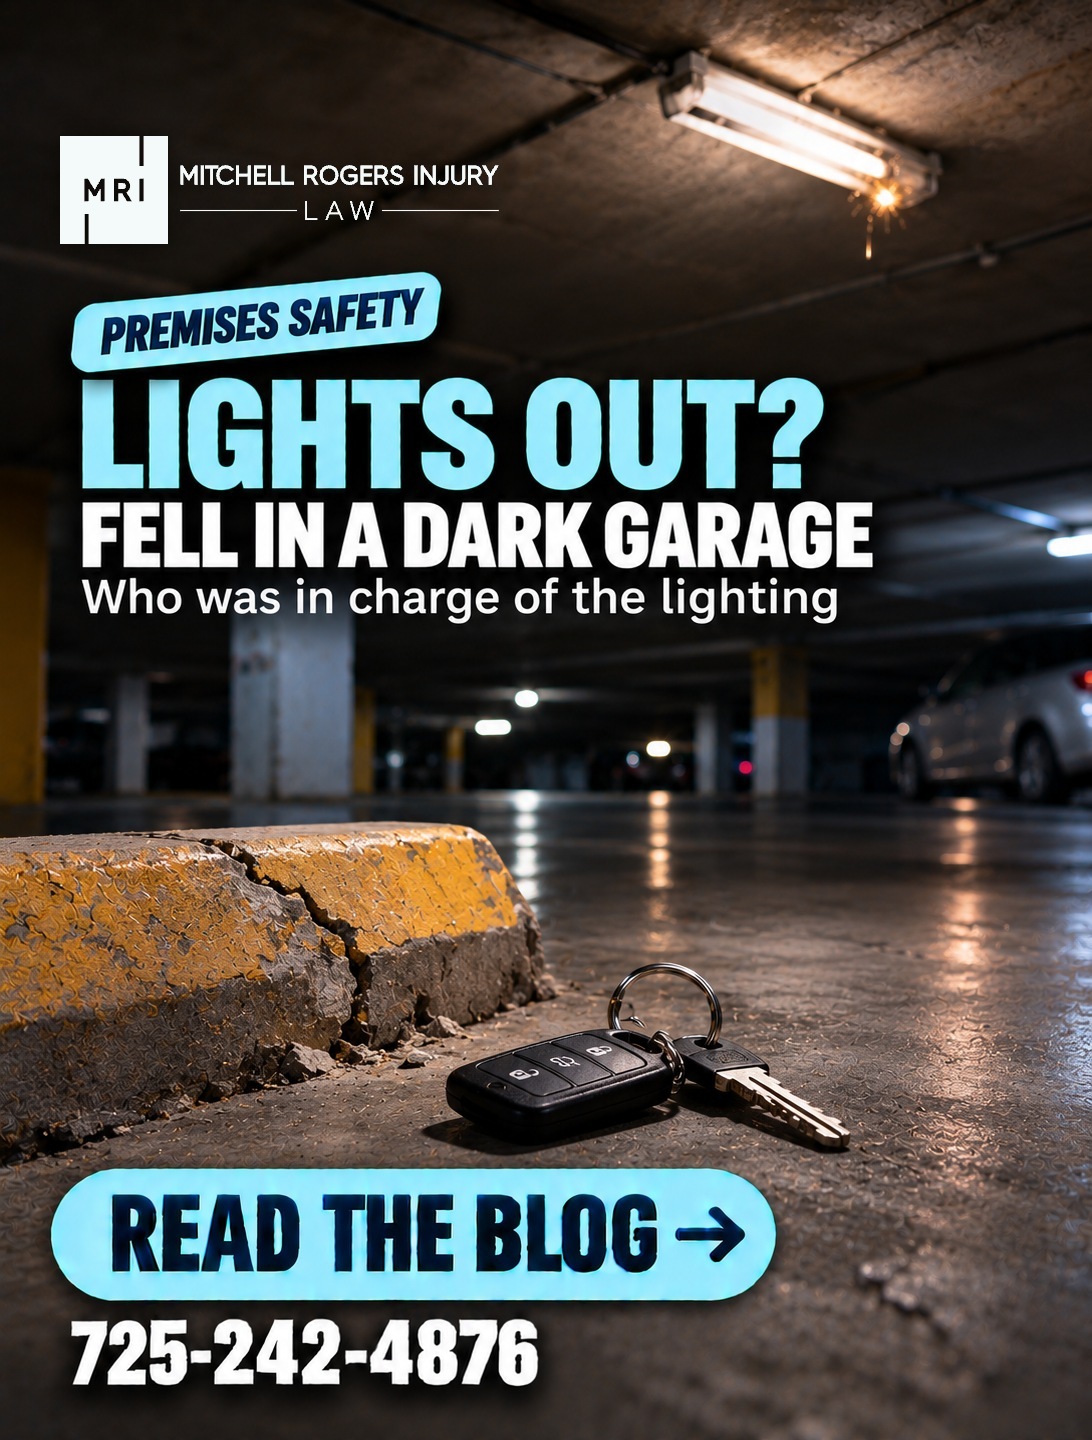 MRI
MITCHELL ROGERS INJURY
LAW
PREMISES SAFETY
LIGHTS OUT?
FELL IN A DARK GARAGE
Who was in charge of the lighting
READ THE BLOG →
725-242-4876